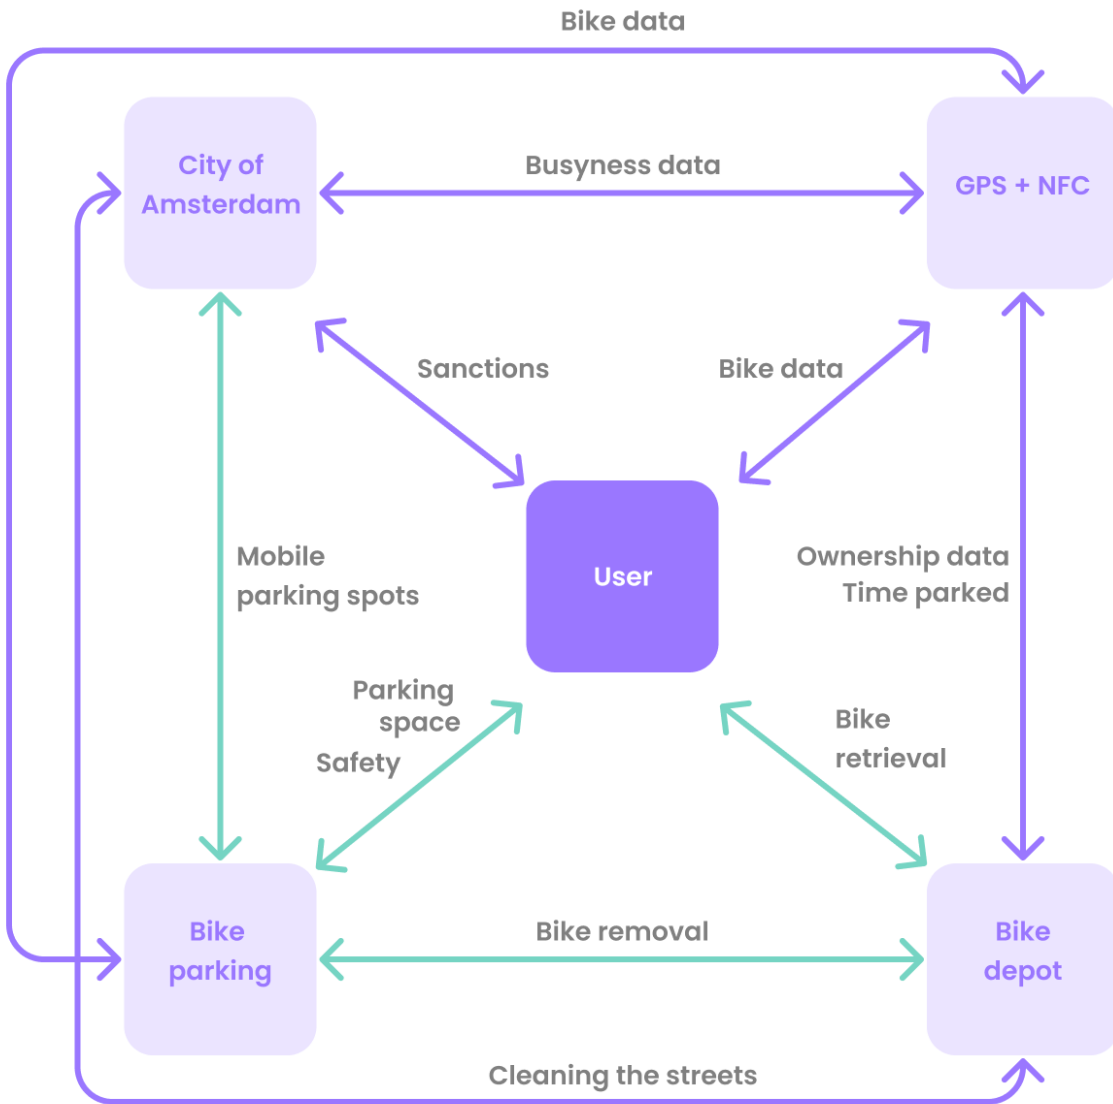 Bike data
City of
Amsterdam
Busyness data
GPS + NFC
Sanctions
Bike data
Mobile
parking spots
User
Ownership data
Time parked
Parking
space
Safety
Bike
retrieval
Bike
parking
Bike removal
Bike
depot
Cleaning the streets